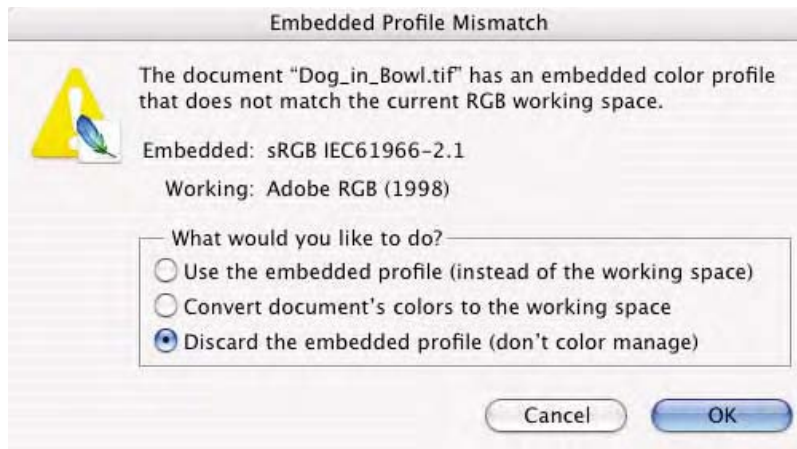 Embedded Profile Mismatch
The document “Dog_in_Bowl.tif” has an embedded color profile
that does not match the current RGB working space.
Embedded: sRGB IEC61966-2.1
Working: Adobe RGB (1998)
What would you like to do?
Use the embedded profile (instead of the working space)
Convert document's colors to the working space
Discard the embedded profile (don't color manage)
Cancel OK